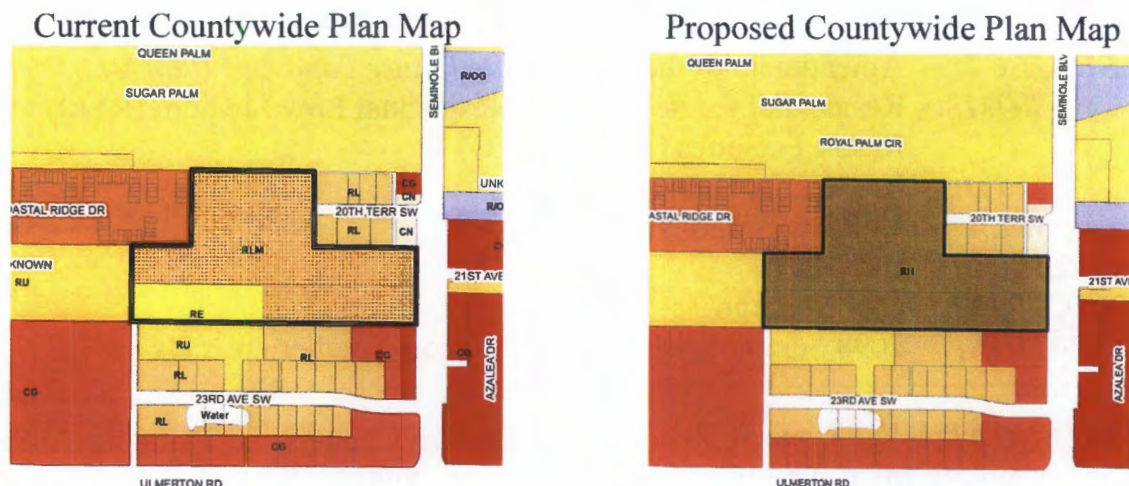 Current Countywide Plan Map
QUEEN PALM
SUGAR PALM
SEMINOLE BL
R/OG
RL
CG
CN
UNK
OASTAL RIDGE DR
20TH TERR SW
R/O
RLM
RL
CN
KNOWN
RU
21ST AVE
RE
RU
RL
CG
CG
RL
CG
23RD AVE SW
AZALEA DR
RL
Water
CG
ULMERTON RD
Proposed Countywide Plan Map
QUEEN PALM
SUGAR PALM
ROYAL PALM CIR
SEMINOLE BLV
ASTAL RIDGE DR
20TH TERR SW
RH
21ST AVE
23RD AVE SW
AZALEA DR
ULMERTON RD